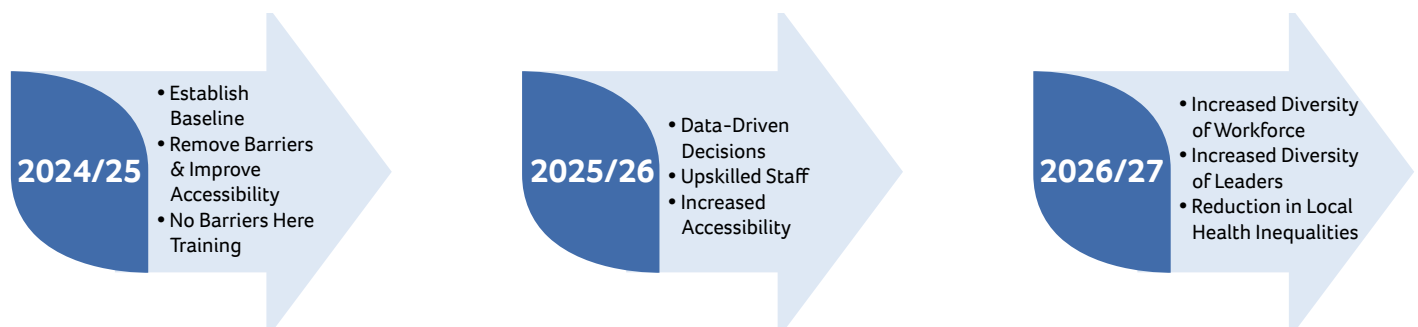 2024/25
• Establish
Baseline
• Remove Barriers
& Improve
Accessibility
• No Barriers Here
Training
2025/26
• Data-Driven
Decisions
• Upskilled Staff
• Increased
Accessibility
2026/27
• Increased Diversity
of Workforce
• Increased Diversity
of Leaders
• Reduction in Local
Health Inequalities